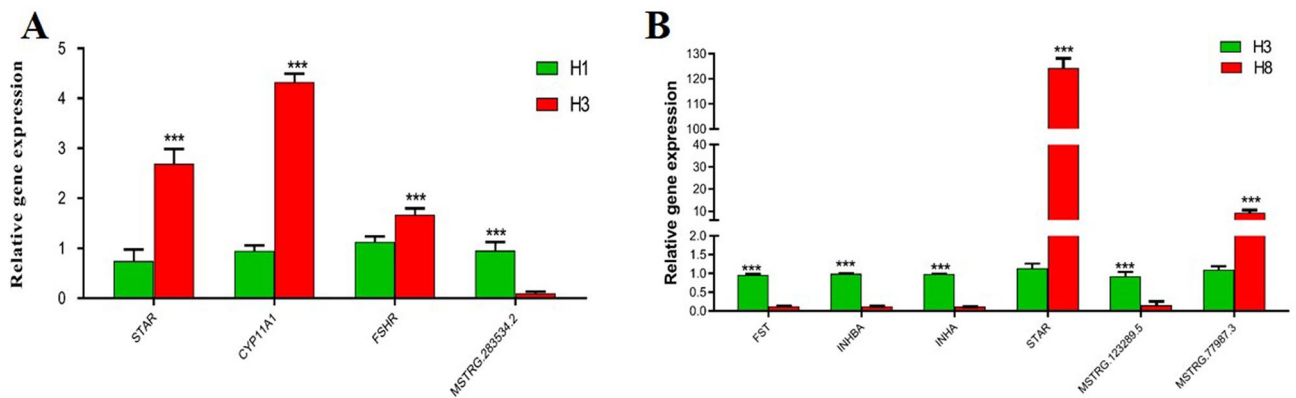 A
Relative gene expression
5
4
3
2
1
0
***
***
***
***
H1
H3
STAR
CYP11A1
FSHR
MSTRG.283534.2
B
Relative gene expression
130
120
110
100
40
30
20
10
2.0
1.5
1.0
0.5
0.0
***
***
***
***
***
***
H3
H8
FST
INHBA
INHA
STAR
MSTRG.123289.5
MSTRG.77987.3